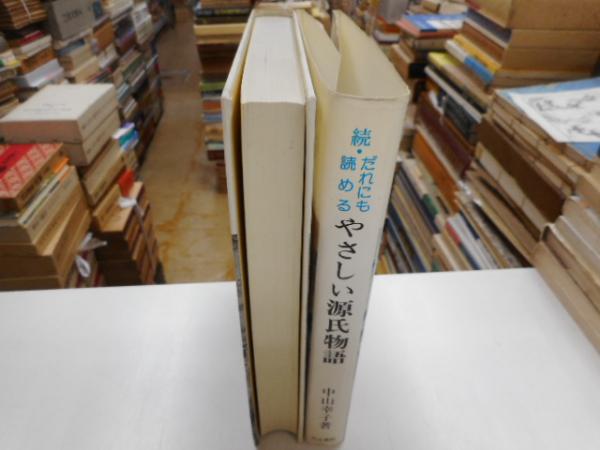 続・だれにも
読める
やさしい源氏物語
中山幸子著